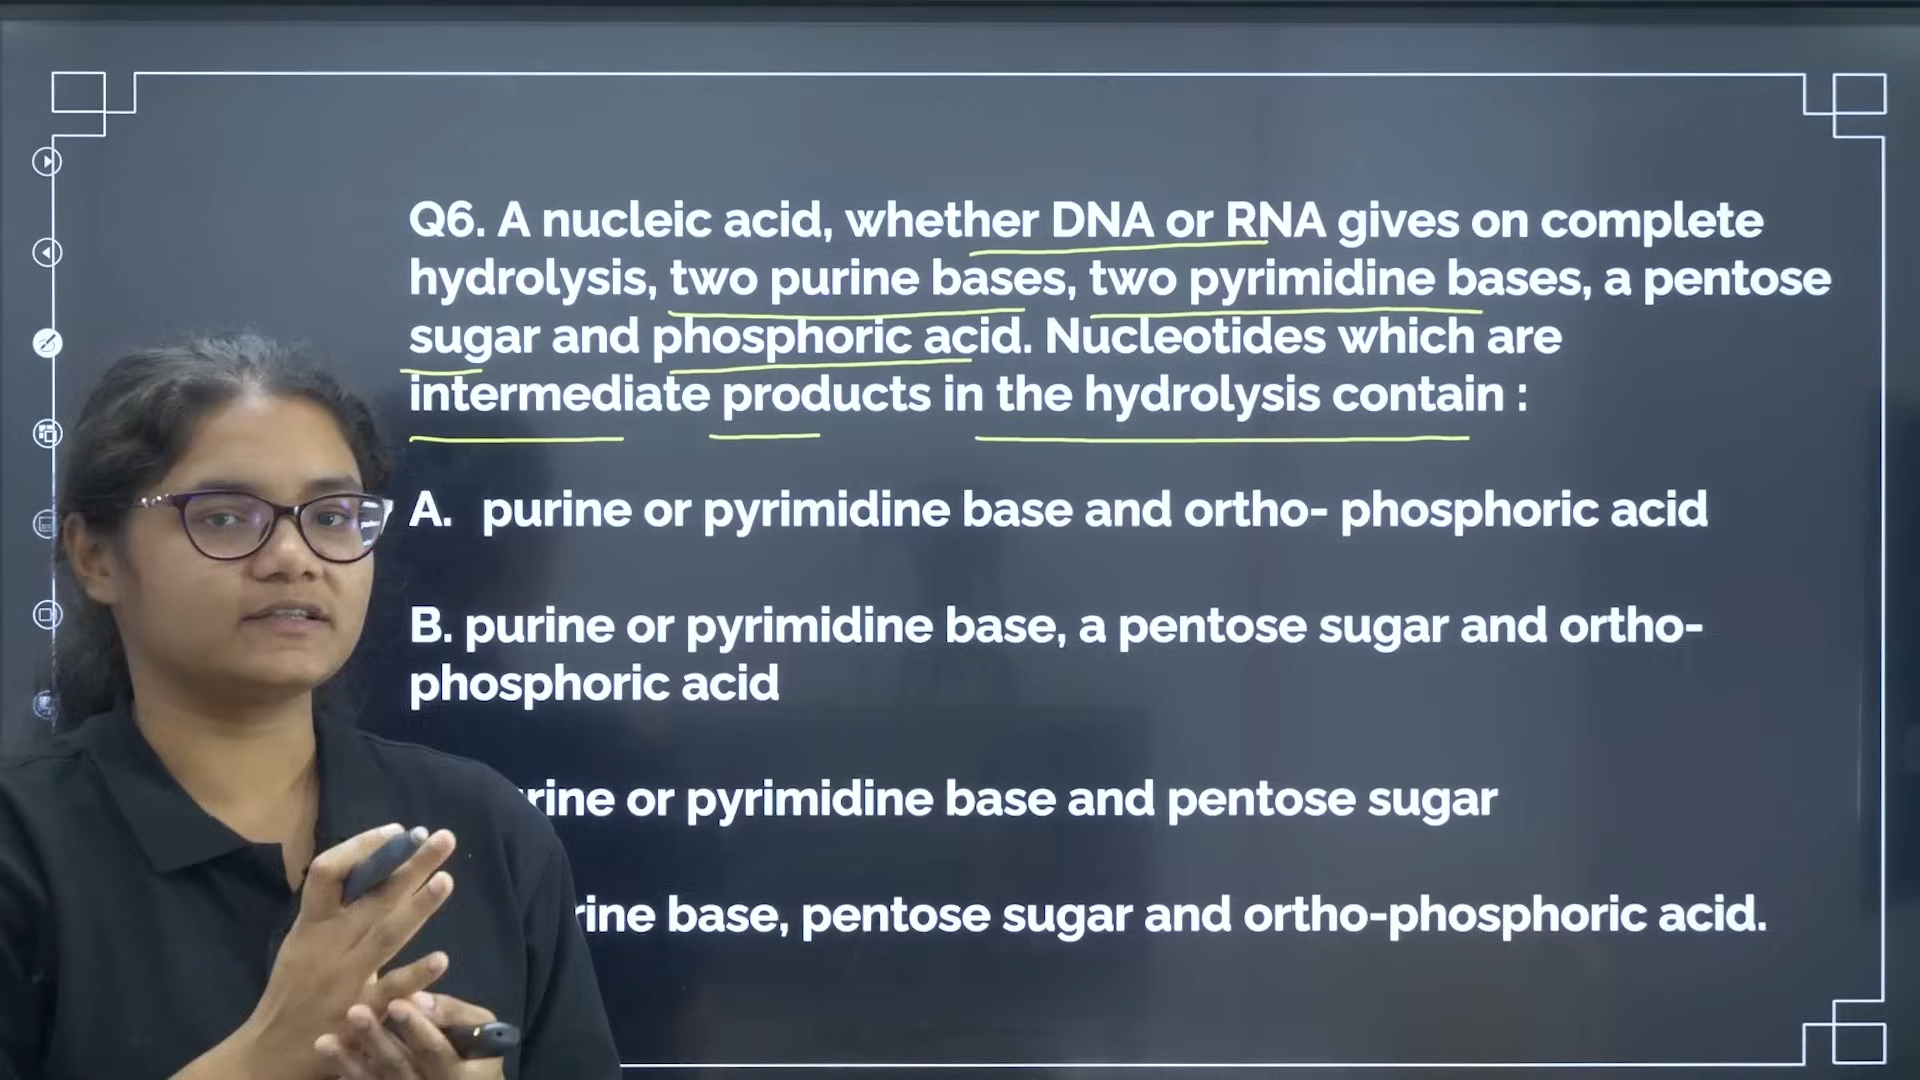 Q6. A nucleic acid, whether DNA or RNA gives on complete
hydrolysis, two purine bases, two pyrimidine bases, a pentose
sugar and phosphoric acid. Nucleotides which are
intermediate products in the hydrolysis contain :
A. purine or pyrimidine base and ortho- phosphoric acid
B. purine or pyrimidine base, a pentose sugar and ortho-
phosphoric acid
or pyrimidine base and pentose sugar
base, pentose sugar and ortho-phosphoric acid.